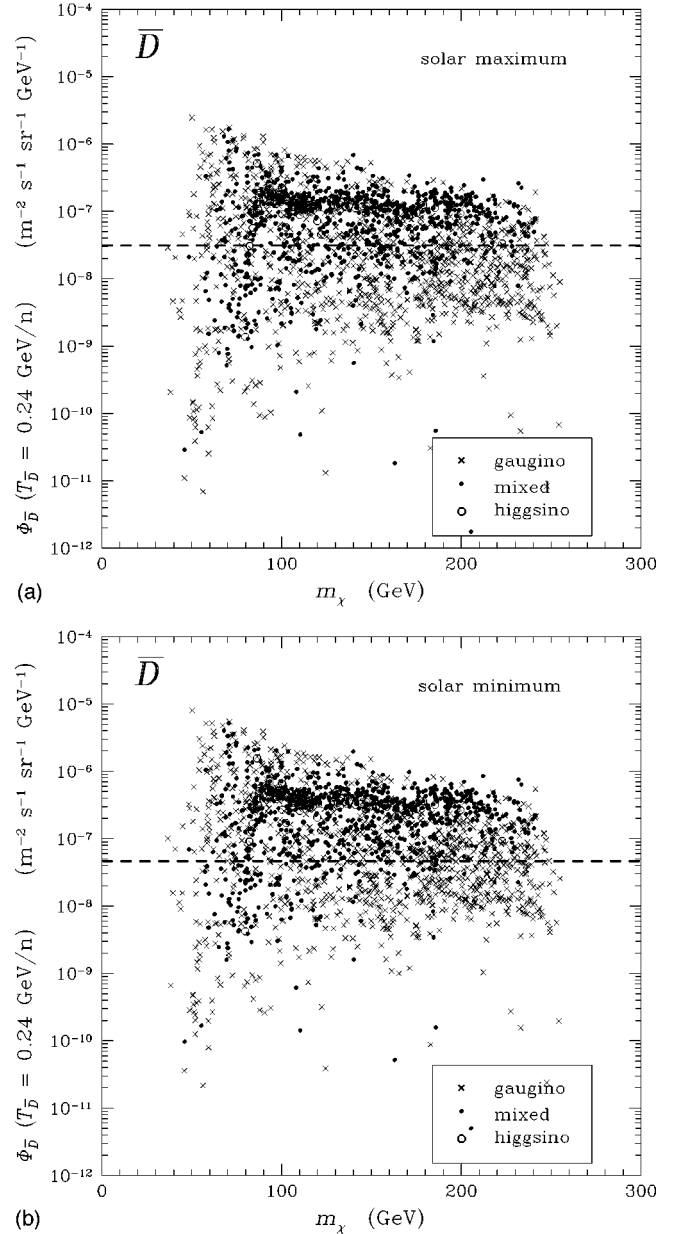 10⁻⁴
D̅
solar maximum
10⁻⁵
10⁻⁶
10⁻⁷
10⁻⁸
10⁻⁹
10⁻¹⁰
10⁻¹¹
10⁻¹²
Φ_D̅ (T_D̅ = 0.24 GeV/n) (m⁻² s⁻¹ sr⁻¹ GeV⁻¹)
× gaugino
• mixed
○ higgsino
0 100 200 300
(a) m_χ (GeV)
10⁻⁴
D̅
solar minimum
10⁻⁵
10⁻⁶
10⁻⁷
10⁻⁸
10⁻⁹
10⁻¹⁰
10⁻¹¹
10⁻¹²
Φ_D̅ (T_D̅ = 0.24 GeV/n) (m⁻² s⁻¹ sr⁻¹ GeV⁻¹)
× gaugino
• mixed
○ higgsino
0 100 200 300
(b) m_χ (GeV)